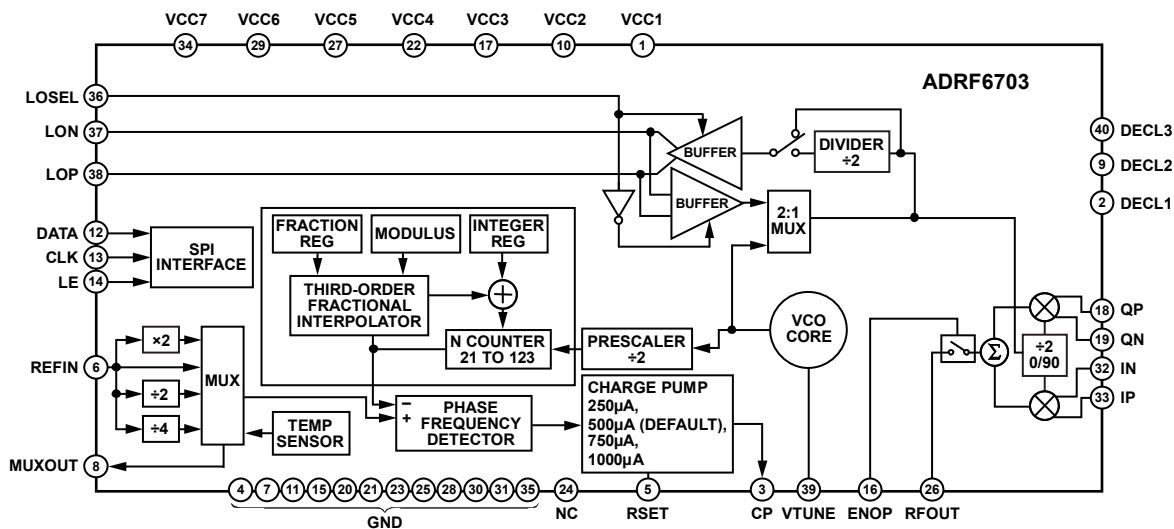 VCC7 VCC6 VCC5 VCC4 VCC3 VCC2 VCC1
34 29 27 22 17 10 1
ADRF6703
LOSEL 36
LON 37
LOP 38
BUFFER
DIVIDER
÷2
BUFFER
2:1
MUX
40 DECL3
9 DECL2
2 DECL1
DATA 12
CLK 13
LE 14
SPI
INTERFACE
FRACTION
REG
MODULUS
INTEGER
REG
THIRD-ORDER
FRACTIONAL
INTERPOLATOR
+
N COUNTER
21 TO 123
PRESCALER
÷2
VCO
CORE
REFIN 6
×2
÷2
÷4
MUX
TEMP
SENSOR
MUXOUT 8
−
+
PHASE
FREQUENCY
DETECTOR
CHARGE PUMP
250µA,
500µA (DEFAULT),
750µA,
1000µA
Σ
÷2
0/90
18 QP
19 QN
32 IN
33 IP
4 7 11 15 20 21 23 25 28 30 31 35 24 5 3 39 16 26
GND NC RSET CP VTUNE ENOP RFOUT